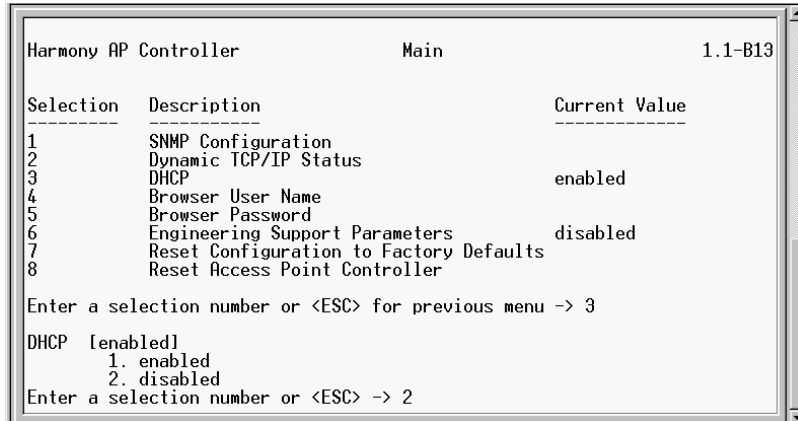 Harmony AP Controller Main 1.1-B13
Selection Description Current Value
--------- ----------- -------------
1 SNMP Configuration
2 Dynamic TCP/IP Status
3 DHCP enabled
4 Browser User Name
5 Browser Password
6 Engineering Support Parameters disabled
7 Reset Configuration to Factory Defaults
8 Reset Access Point Controller
Enter a selection number or <ESC> for previous menu -> 3
DHCP [enabled]
1. enabled
2. disabled
Enter a selection number or <ESC> -> 2